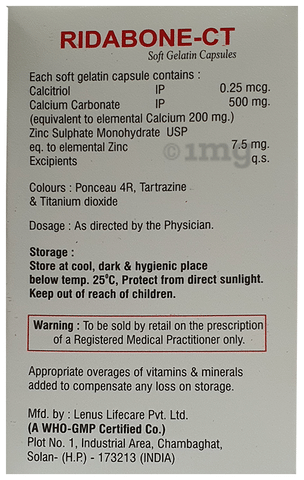 RIDABONE-CT
Soft Gelatin Capsules
Each soft gelatin capsule contains :
Calcitriol IP 0.25 mcg.
Calcium Carbonate IP 500 mg.
(equivalent to elemental Calcium 200 mg.)
Zinc Sulphate Monohydrate USP
eq. to elemental Zinc 7.5 mg.
Excipients q.s.
©1mg
Colours : Ponceau 4R, Tartrazine
& Titanium dioxide
Dosage : As directed by the Physician.
Storage :
Store at cool, dark & hygienic place
below temp. 25°C, Protect from direct sunlight.
Keep out of reach of children.
Warning : To be sold by retail on the prescription
of a Registered Medical Practitioner only.
Appropriate overages of vitamins & minerals
added to compensate any loss on storage.
Mfd. by : Lenus Lifecare Pvt. Ltd.
(A WHO-GMP Certified Co.)
Plot No. 1, Industrial Area, Chambaghat,
Solan- (H.P.) - 173213 (INDIA)